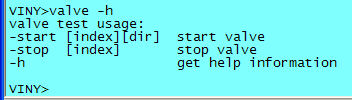 VINY>valve -h
valve test usage:
-start [index][dir]  start valve
-stop  [index]       stop valve
-h                   get help information
VINY>